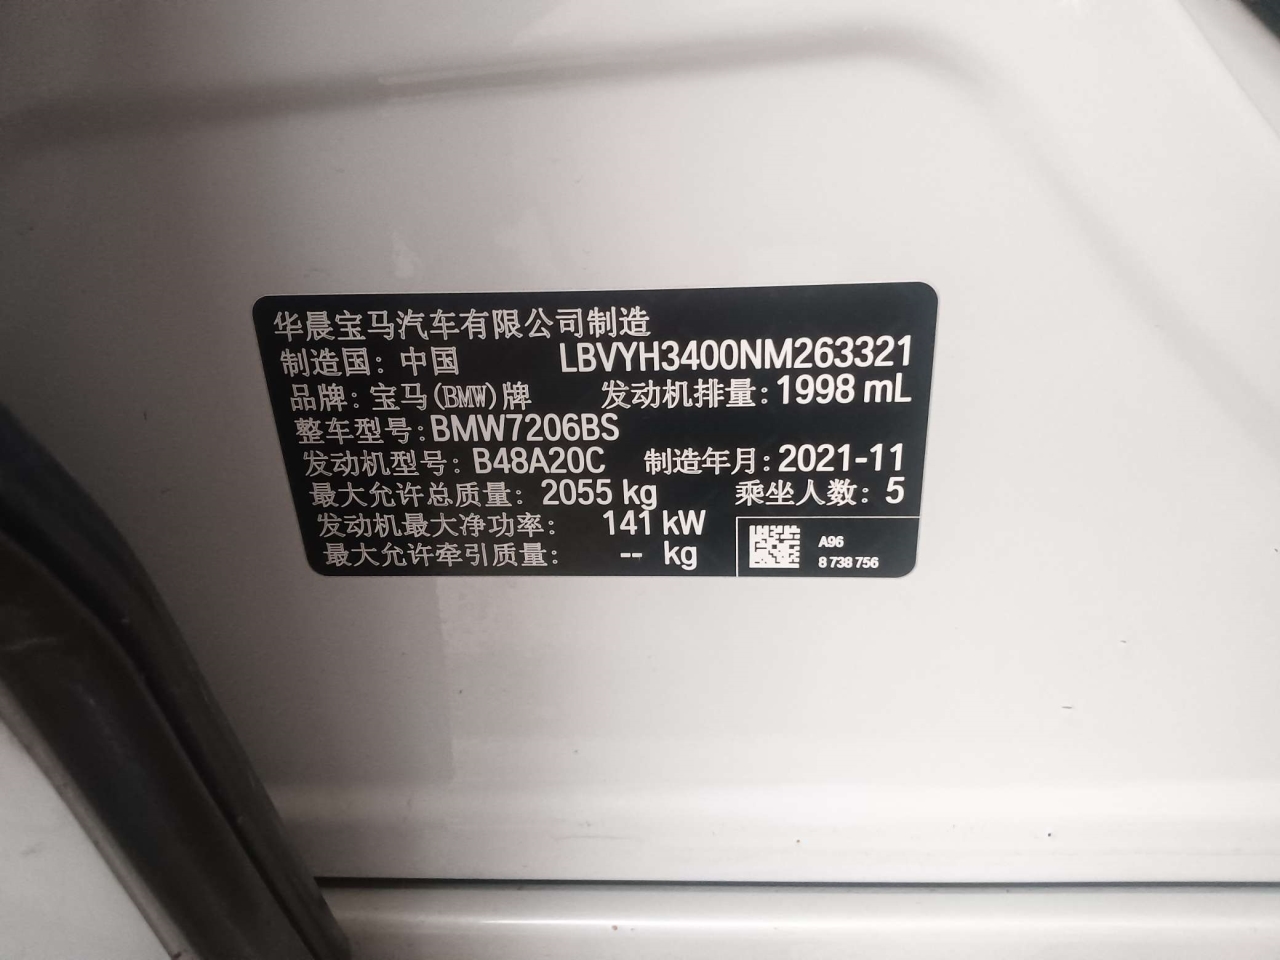 华晨宝马汽车有限公司制造
制造国：中国 LBVYH3400NM263321
品牌：宝马(BMW)牌 发动机排量：1998 mL
整车型号：BMW7206BS
发动机型号：B48A20C 制造年月：2021-11
最大允许总质量：2055 kg 乘坐人数：5
发动机最大净功率： 141 kW
最大允许牵引质量： -- kg
A96
8 738 756